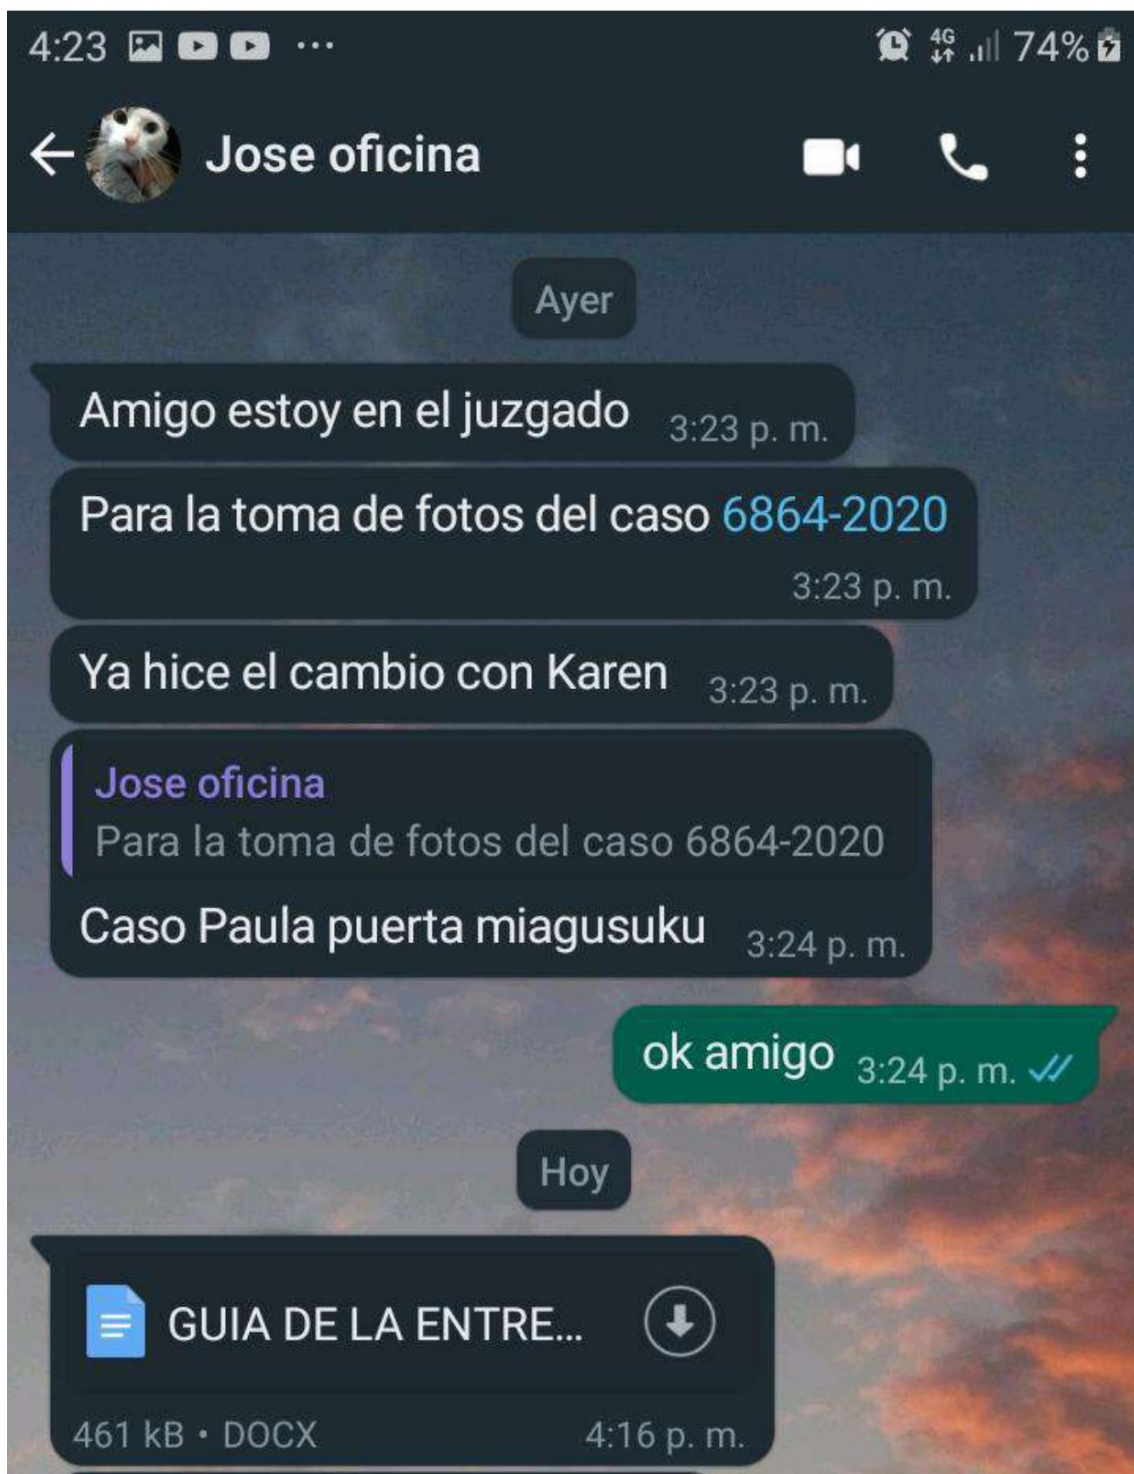 4:23 ... 4G 74%
Jose oficina
Ayer
Amigo estoy en el juzgado 3:23 p. m.
Para la toma de fotos del caso 6864-2020
3:23 p. m.
Ya hice el cambio con Karen 3:23 p. m.
Jose oficina
Para la toma de fotos del caso 6864-2020
Caso Paula puerta miagusuku 3:24 p. m.
ok amigo 3:24 p. m.
Hoy
GUIA DE LA ENTRE...
461 kB • DOCX 4:16 p. m.